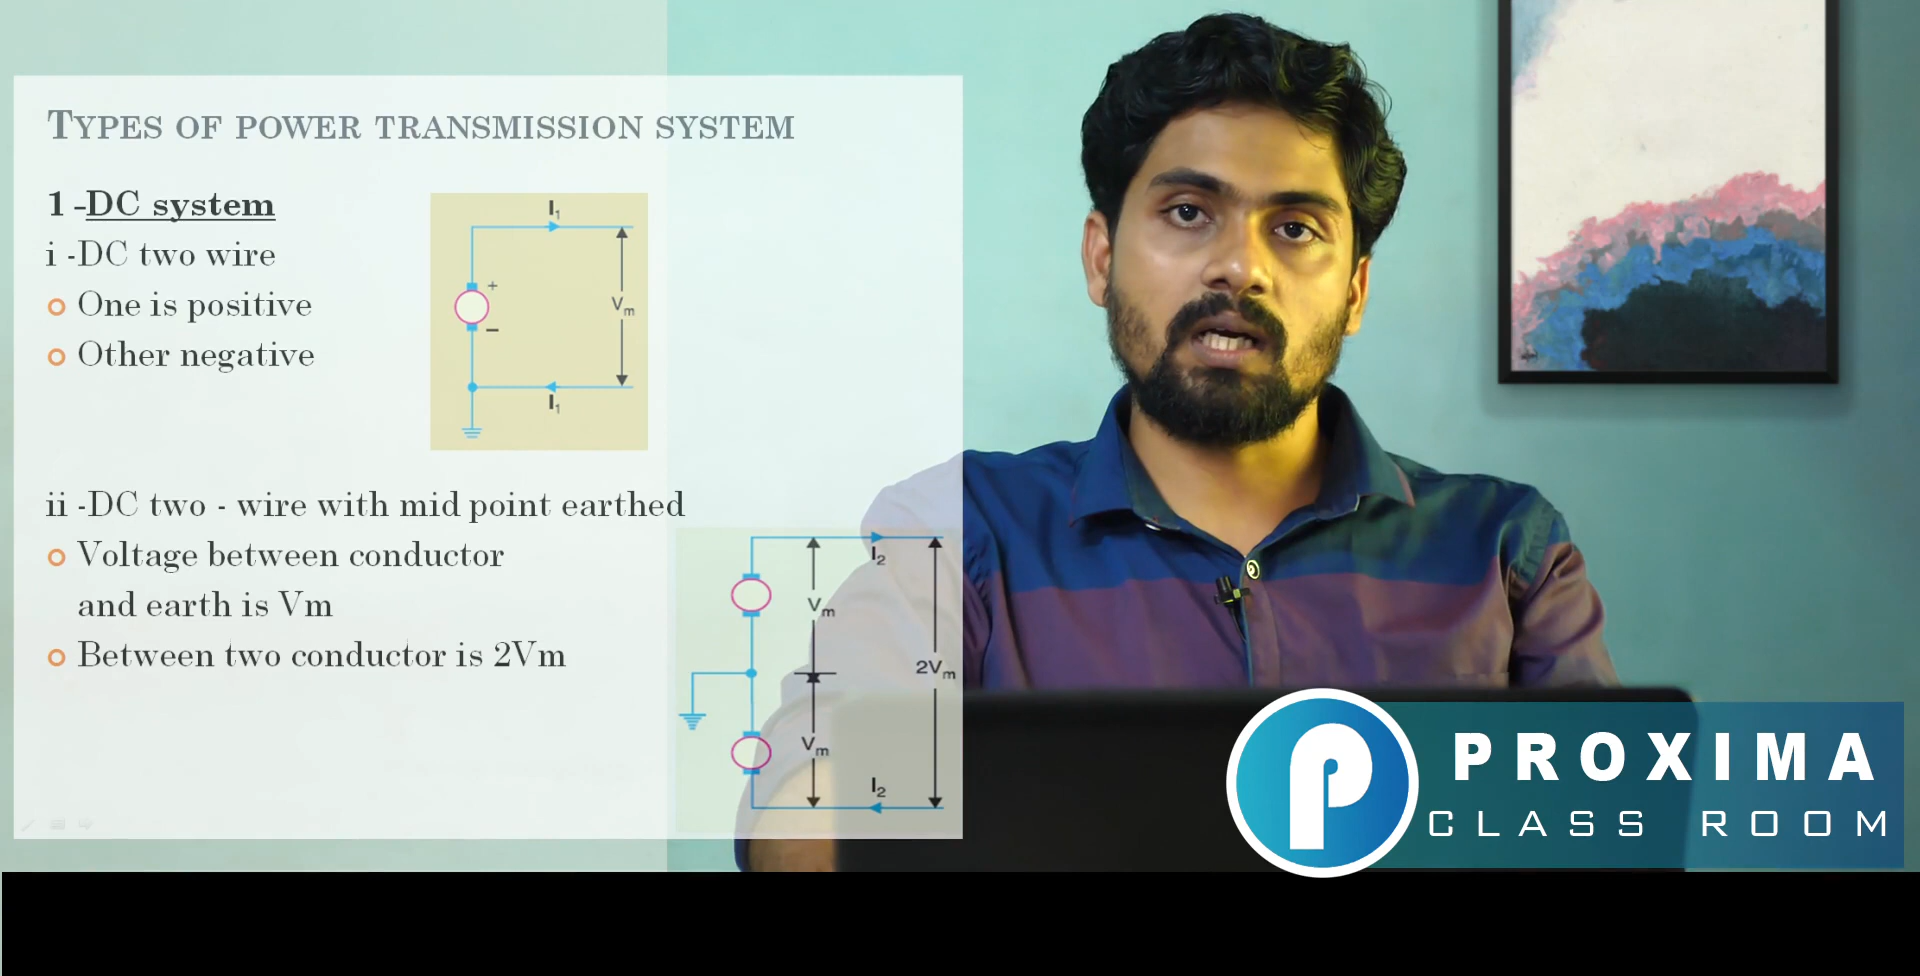 TYPES OF POWER TRANSMISSION SYSTEM
1 -DC system
i -DC two wire
One is positive
Other negative
I1
+
Vm
–
I1
ii -DC two - wire with mid point earthed
Voltage between conductor
and earth is Vm
Between two conductor is 2Vm
I2
Vm
2Vm
Vm
I2
PROXIMA
CLASS ROOM